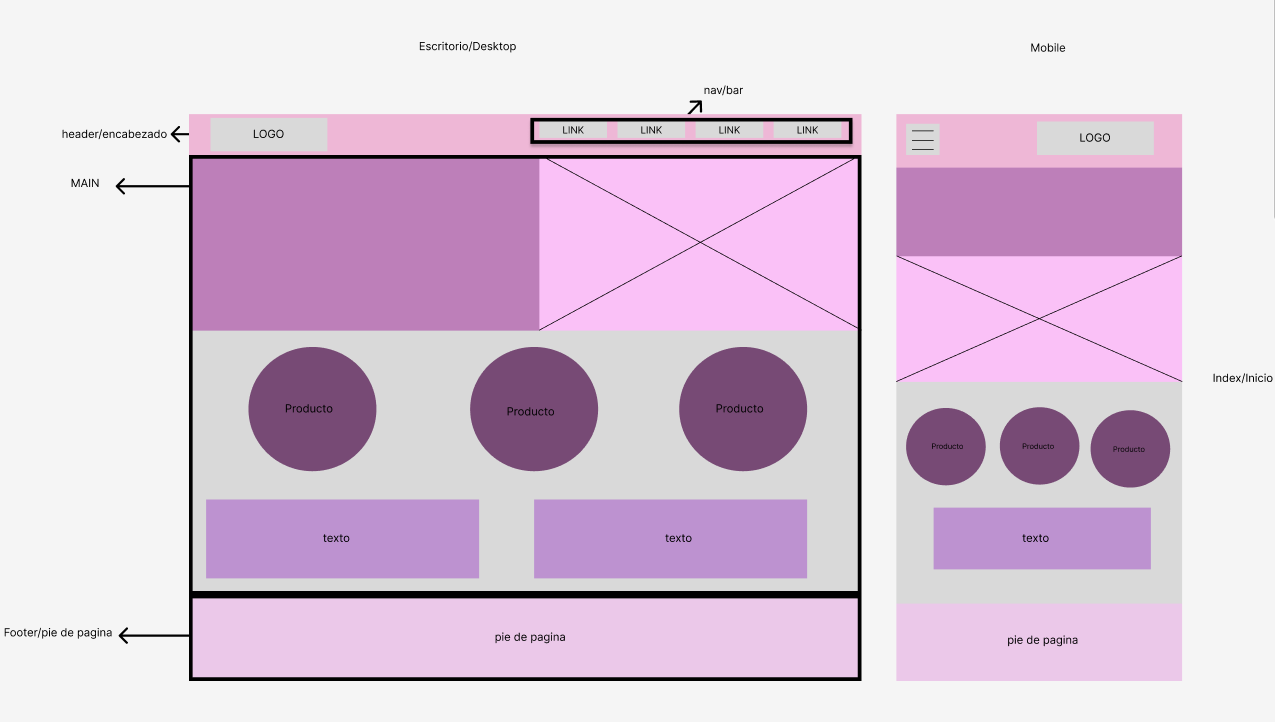 Escritorio/Desktop
Mobile
nav/bar
header/encabezado
LOGO
LINK
LINK
LINK
LINK
LOGO
MAIN
Index/Inicio
Producto
Producto
Producto
Producto
Producto
Producto
texto
texto
texto
Footer/pie de pagina
pie de pagina
pie de pagina